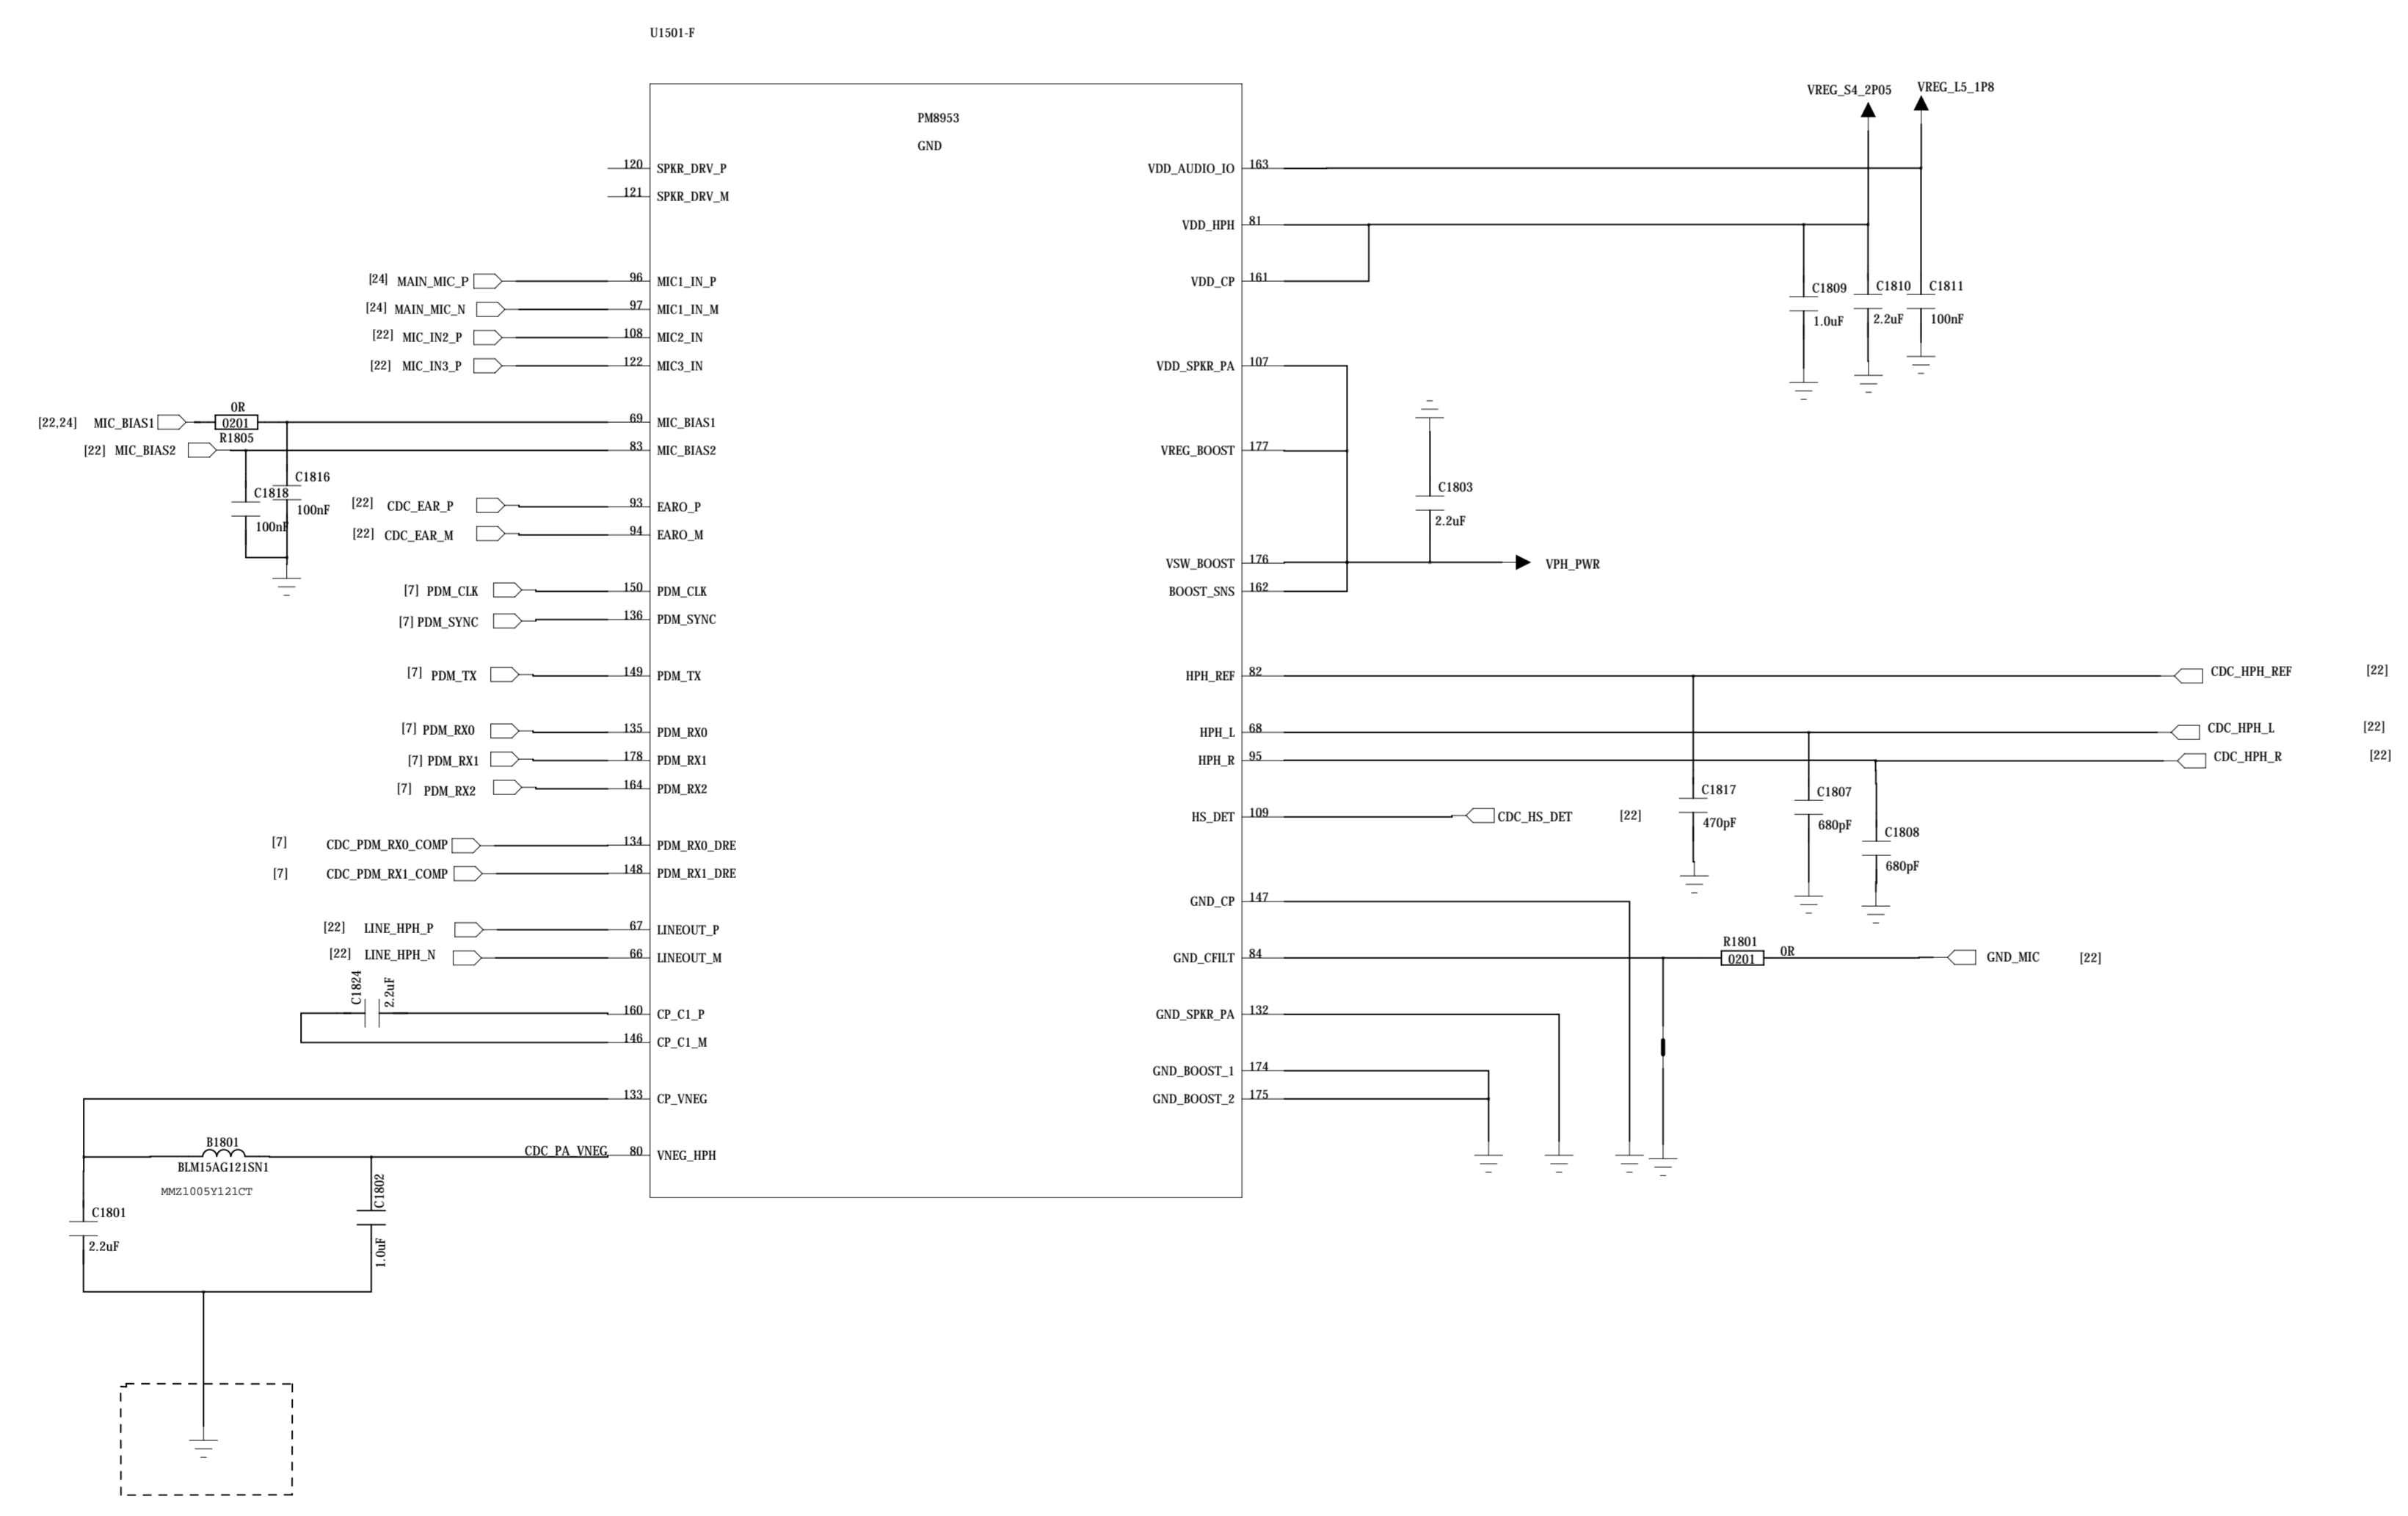 U1501-F
PM8953
GND
VREG_S4_2P05
VREG_L5_1P8
120 SPKR_DRV_P
121 SPKR_DRV_M
[24] MAIN_MIC_P 96 MIC1_IN_P
[24] MAIN_MIC_N 97 MIC1_IN_M
[22] MIC_IN2_P 108 MIC2_IN
[22] MIC_IN3_P 122 MIC3_IN
0R
[22,24] MIC_BIAS1 0201 69 MIC_BIAS1
R1805
[22] MIC_BIAS2 83 MIC_BIAS2
C1816
100nF
C1818
100nF
[22] CDC_EAR_P 93 EARO_P
[22] CDC_EAR_M 94 EARO_M
[7] PDM_CLK 150 PDM_CLK
[7] PDM_SYNC 136 PDM_SYNC
[7] PDM_TX 149 PDM_TX
[7] PDM_RX0 135 PDM_RX0
[7] PDM_RX1 178 PDM_RX1
[7] PDM_RX2 164 PDM_RX2
[7] CDC_PDM_RX0_COMP 134 PDM_RX0_DRE
[7] CDC_PDM_RX1_COMP 148 PDM_RX1_DRE
[22] LINE_HPH_P 67 LINEOUT_P
[22] LINE_HPH_N 66 LINEOUT_M
C1824
2.2uF
160 CP_C1_P
146 CP_C1_M
133 CP_VNEG
CDC_PA_VNEG 80 VNEG_HPH
B1801
BLM15AG121SN1
MMZ1005Y121CT
C1801
2.2uF
C1802
1.0uF
VDD_AUDIO_IO 163
VDD_HPH 81
VDD_CP 161
C1809
1.0uF
C1810
2.2uF
C1811
100nF
VDD_SPKR_PA 107
VREG_BOOST 177
C1803
2.2uF
VSW_BOOST 176 VPH_PWR
BOOST_SNS 162
HPH_REF 82 CDC_HPH_REF [22]
HPH_L 68 CDC_HPH_L [22]
HPH_R 95 CDC_HPH_R [22]
HS_DET 109 CDC_HS_DET [22]
C1817
470pF
C1807
680pF
C1808
680pF
GND_CP 147
R1801
GND_CFILT 84 0201 0R GND_MIC [22]
GND_SPKR_PA 132
GND_BOOST_1 174
GND_BOOST_2 175